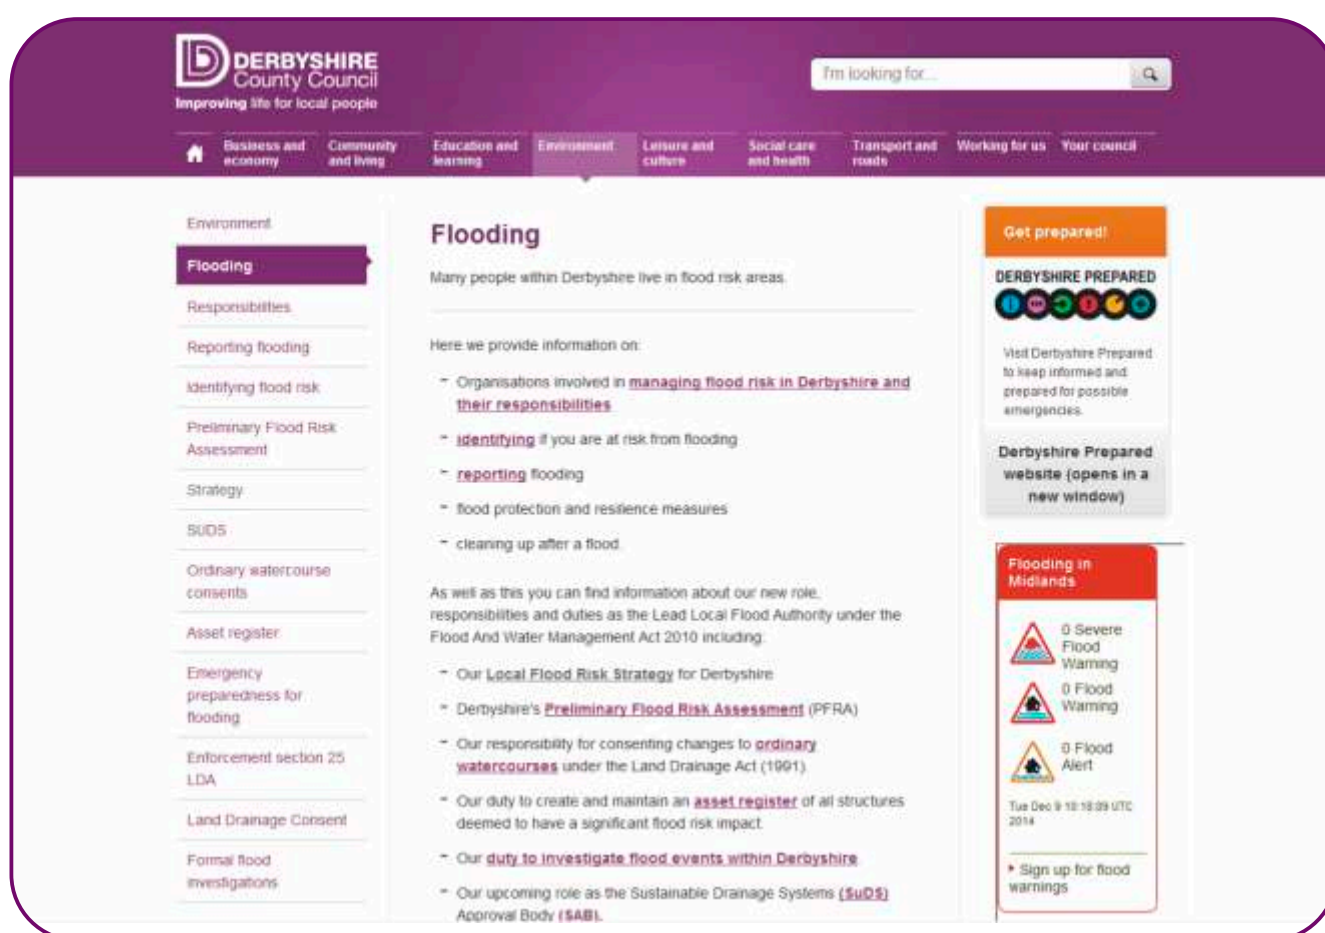 DERBYSHIRE
County Council
Improving life for local people
I'm looking for...
Business and
economy
Community
and living
Education and
learning
Environment
Leisure and
culture
Social care
and health
Transport and
roads
Working for us
Your council
Environment
Flooding
Responsibilities
Reporting flooding
Identifying flood risk
Preliminary Flood Risk
Assessment
Strategy
SUDS
Ordinary watercourse
consents
Asset register
Emergency
preparedness for
flooding
Enforcement section 25
LDA
Land Drainage Consent
Formal flood
investigations
Flooding
Many people within Derbyshire live in flood risk areas.
Here we provide information on:
- Organisations involved in managing flood risk in Derbyshire and
their responsibilities
- identifying if you are at risk from flooding
- reporting flooding
- flood protection and resilience measures
- cleaning up after a flood.
As well as this you can find information about our new role,
responsibilities and duties as the Lead Local Flood Authority under the
Flood And Water Management Act 2010 including:
- Our Local Flood Risk Strategy for Derbyshire
- Derbyshire's Preliminary Flood Risk Assessment (PFRA)
- Our responsibility for consenting changes to ordinary
watercourses under the Land Drainage Act (1991)
- Our duty to create and maintain an asset register of all structures
deemed to have a significant flood risk impact.
- Our duty to investigate flood events within Derbyshire
- Our upcoming role as the Sustainable Drainage Systems (SuDS)
Approval Body (SAB).
Get prepared!
DERBYSHIRE PREPARED
Visit Derbyshire Prepared
to keep informed and
prepared for possible
emergencies.
Derbyshire Prepared
website (opens in a
new window)
Flooding in
Midlands
0 Severe
Flood
Warning
0 Flood
Warning
0 Flood
Alert
Tue Dec 9 10:18:09 UTC
2014
Sign up for flood
warnings